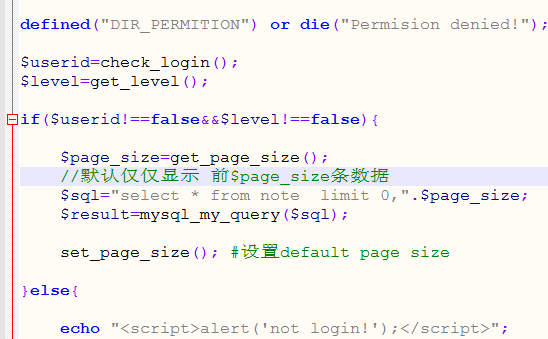 defined("DIR_PERMITION") or die("Permision denied!");
$userid=check_login();
$level=get_level();
if($userid!==false&&$level!==false){
$page_size=get_page_size();
//默认仅仅显示 前$page_size条数据
$sql="select * from note  limit 0,".$page_size;
$result=mysql_my_query($sql);
set_page_size(); #设置default page size
}else{
echo "<script>alert('not login!');</script>";